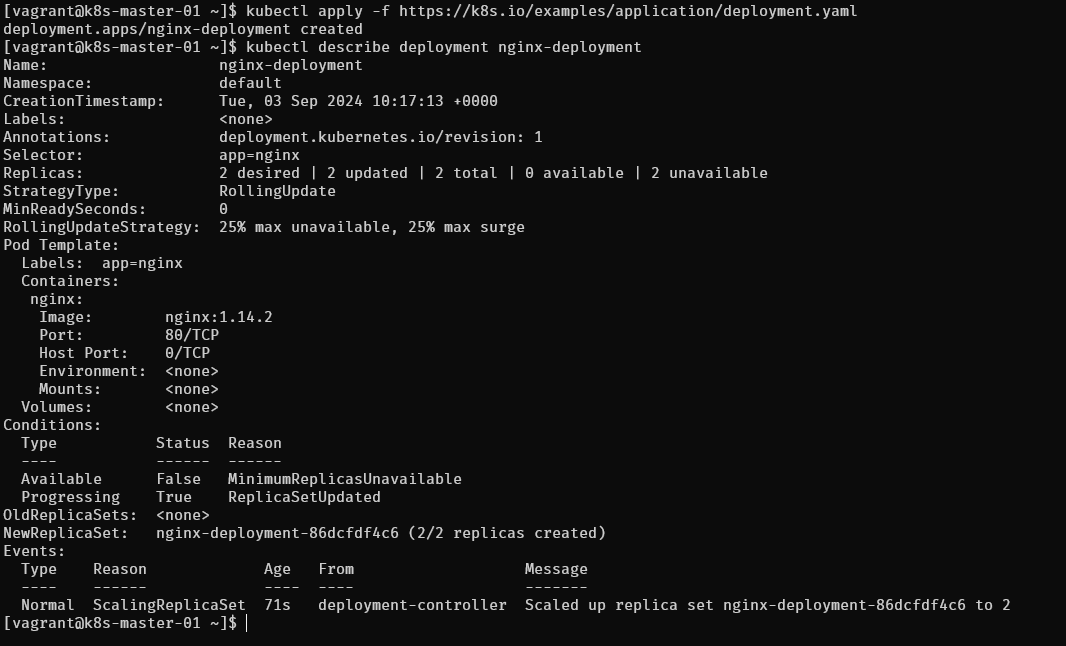 [vagrant@k8s-master-01 ~]$ kubectl apply -f https://k8s.io/examples/application/deployment.yaml
deployment.apps/nginx-deployment created
[vagrant@k8s-master-01 ~]$ kubectl describe deployment nginx-deployment
Name:                   nginx-deployment
Namespace:              default
CreationTimestamp:      Tue, 03 Sep 2024 10:17:13 +0000
Labels:                 <none>
Annotations:            deployment.kubernetes.io/revision: 1
Selector:               app=nginx
Replicas:               2 desired | 2 updated | 2 total | 0 available | 2 unavailable
StrategyType:           RollingUpdate
MinReadySeconds:        0
RollingUpdateStrategy:  25% max unavailable, 25% max surge
Pod Template:
  Labels:  app=nginx
  Containers:
   nginx:
    Image:        nginx:1.14.2
    Port:         80/TCP
    Host Port:    0/TCP
    Environment:  <none>
    Mounts:       <none>
  Volumes:        <none>
Conditions:
  Type           Status  Reason
  ----           ------  ------
  Available      False   MinimumReplicasUnavailable
  Progressing    True    ReplicaSetUpdated
OldReplicaSets:  <none>
NewReplicaSet:   nginx-deployment-86dcfdf4c6 (2/2 replicas created)
Events:
  Type    Reason             Age   From                   Message
  ----    ------             ----  ----                   -------
  Normal  ScalingReplicaSet  71s   deployment-controller  Scaled up replica set nginx-deployment-86dcfdf4c6 to 2
[vagrant@k8s-master-01 ~]$